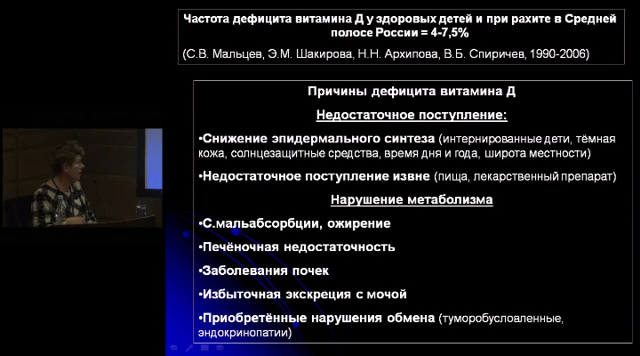 Частота дефицита витамина Д у здоровых детей и при рахите в Средней
полосе России = 4-7,5%
(С.В. Мальцев, Э.М. Шакирова, Н.Н. Архипова, В.Б. Спиричев, 1990-2006)
Причины дефицита витамина Д
Недостаточное поступление:
•Снижение эпидермального синтеза (интернированные дети, тёмная
кожа, солнцезащитные средства, время дня и года, широта местности)
•Недостаточное поступление извне (пища, лекарственный препарат)
Нарушение метаболизма
•С.мальабсорбции, ожирение
•Печёночная недостаточность
•Заболевания почек
•Избыточная экскреция с мочой
•Приобретённые нарушения обмена (туморобусловленные,
эндокринопатии)